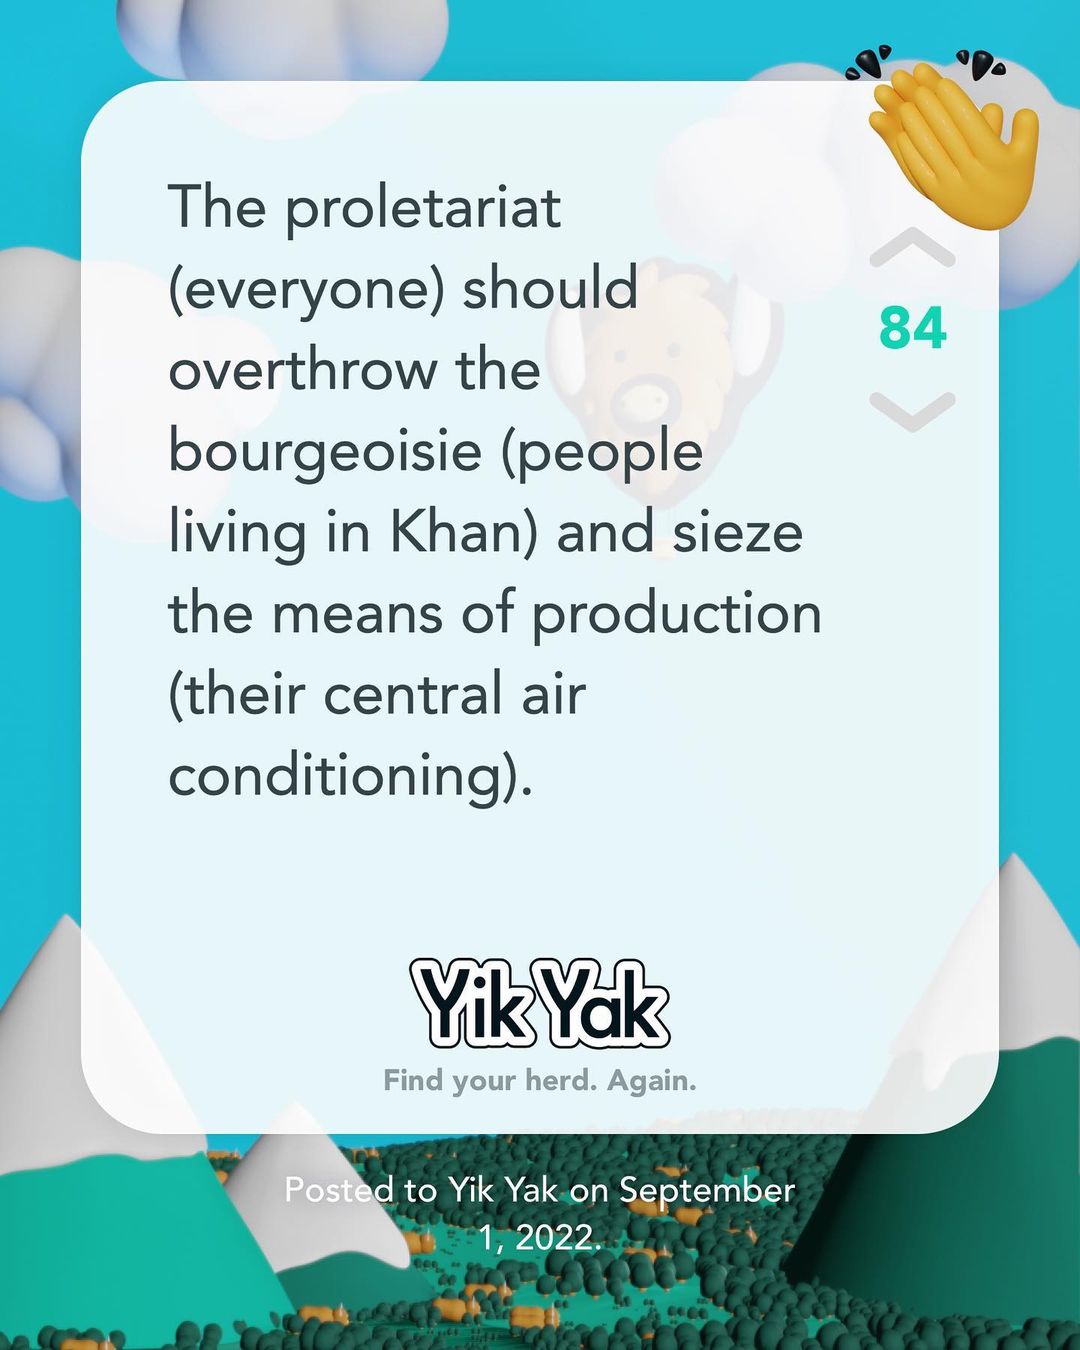 The proletariat
(everyone) should
overthrow the
bourgeoisie (people
living in Khan) and sieze
the means of production
(their central air
conditioning).
84
Yik Yak
Find your herd. Again.
Posted to Yik Yak on September
1, 2022.